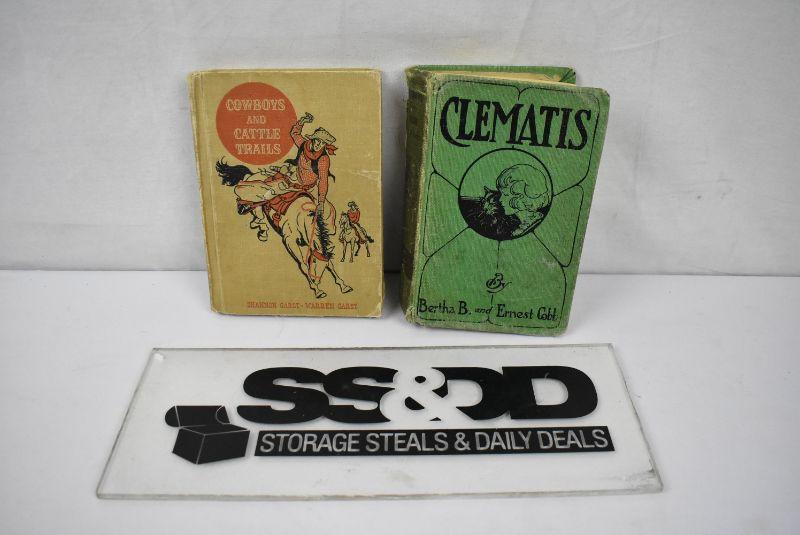 COWBOYS
AND
CATTLE
TRAILS
SHANNON GARST · WARREN GARST
CLEMATIS
By
Bertha B. and Ernest Cobb
SS&DD
STORAGE STEALS & DAILY DEALS